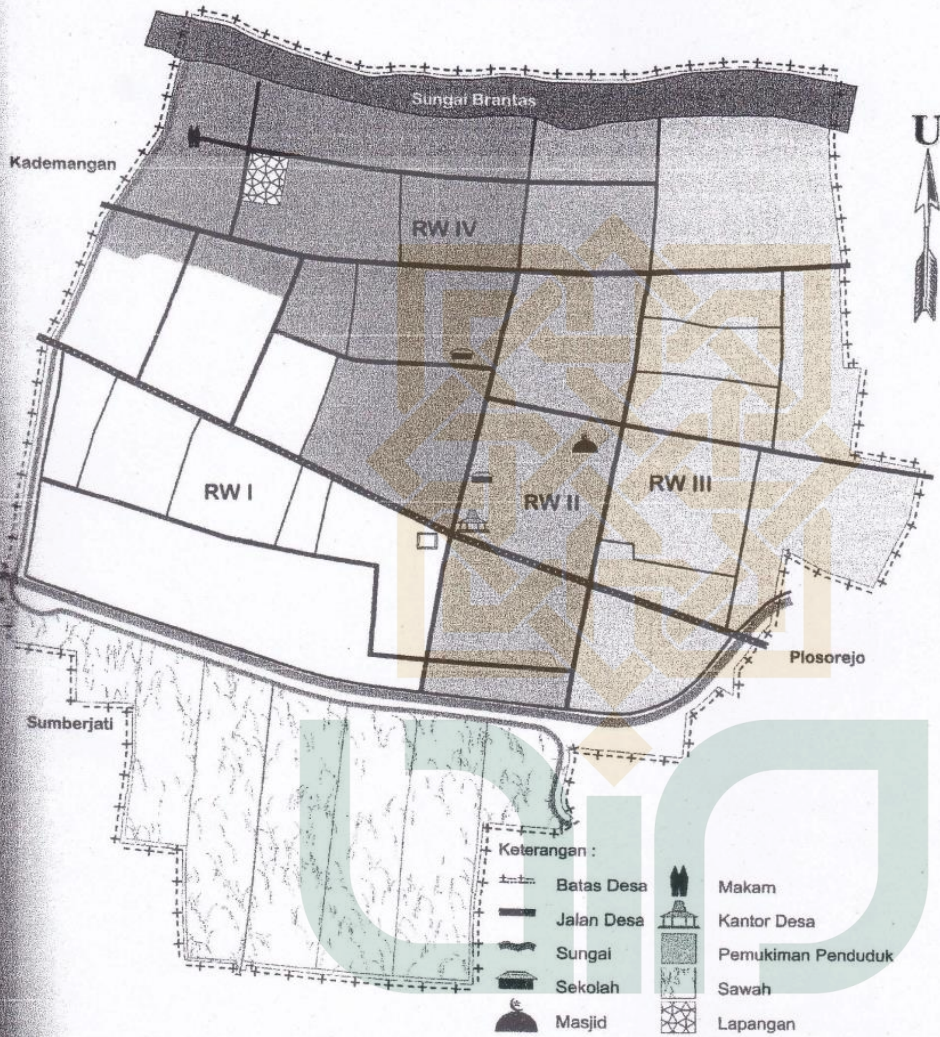 Sungai Brantas
U
Kademangan
RW IV
RW I
RW II
RW III
Plosorejo
Sumberjati
Keterangan :
Batas Desa
Makam
Jalan Desa
Kantor Desa
Sungai
Pemukiman Penduduk
Sekolah
Sawah
Masjid
Lapangan